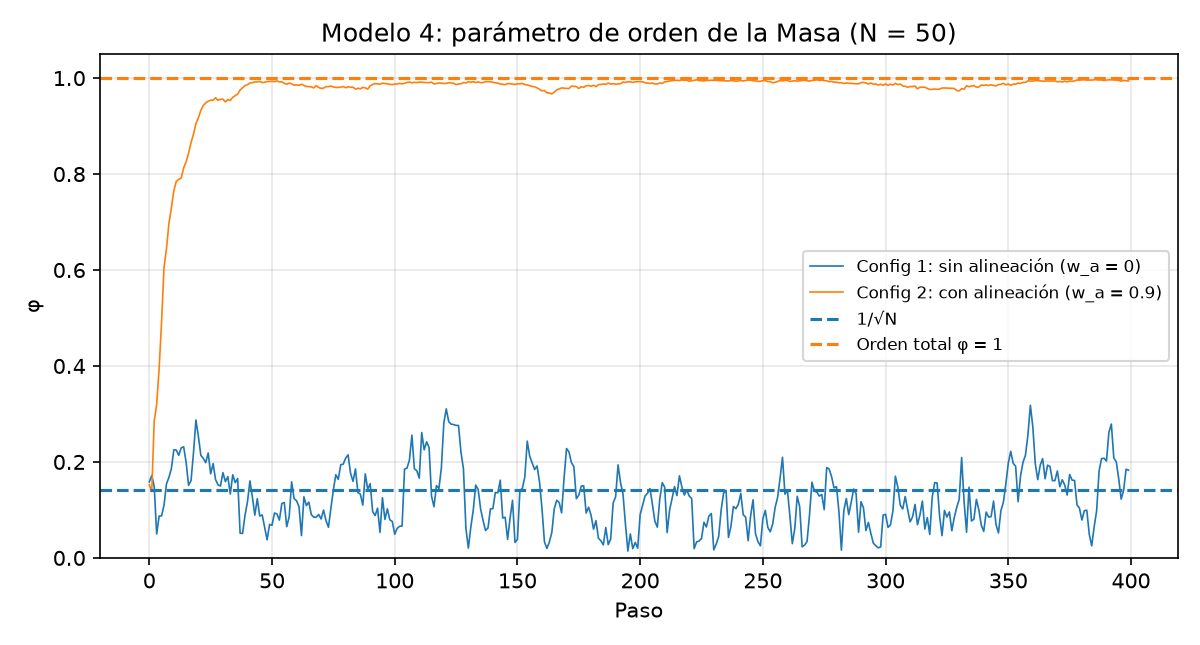 Modelo 4: parámetro de orden de la Masa (N = 50)
φ
1.0
0.8
0.6
0.4
0.2
0.0
Config 1: sin alineación (w_a = 0)
Config 2: con alineación (w_a = 0.9)
1/√N
Orden total φ = 1
0 50 100 150 200 250 300 350 400
Paso